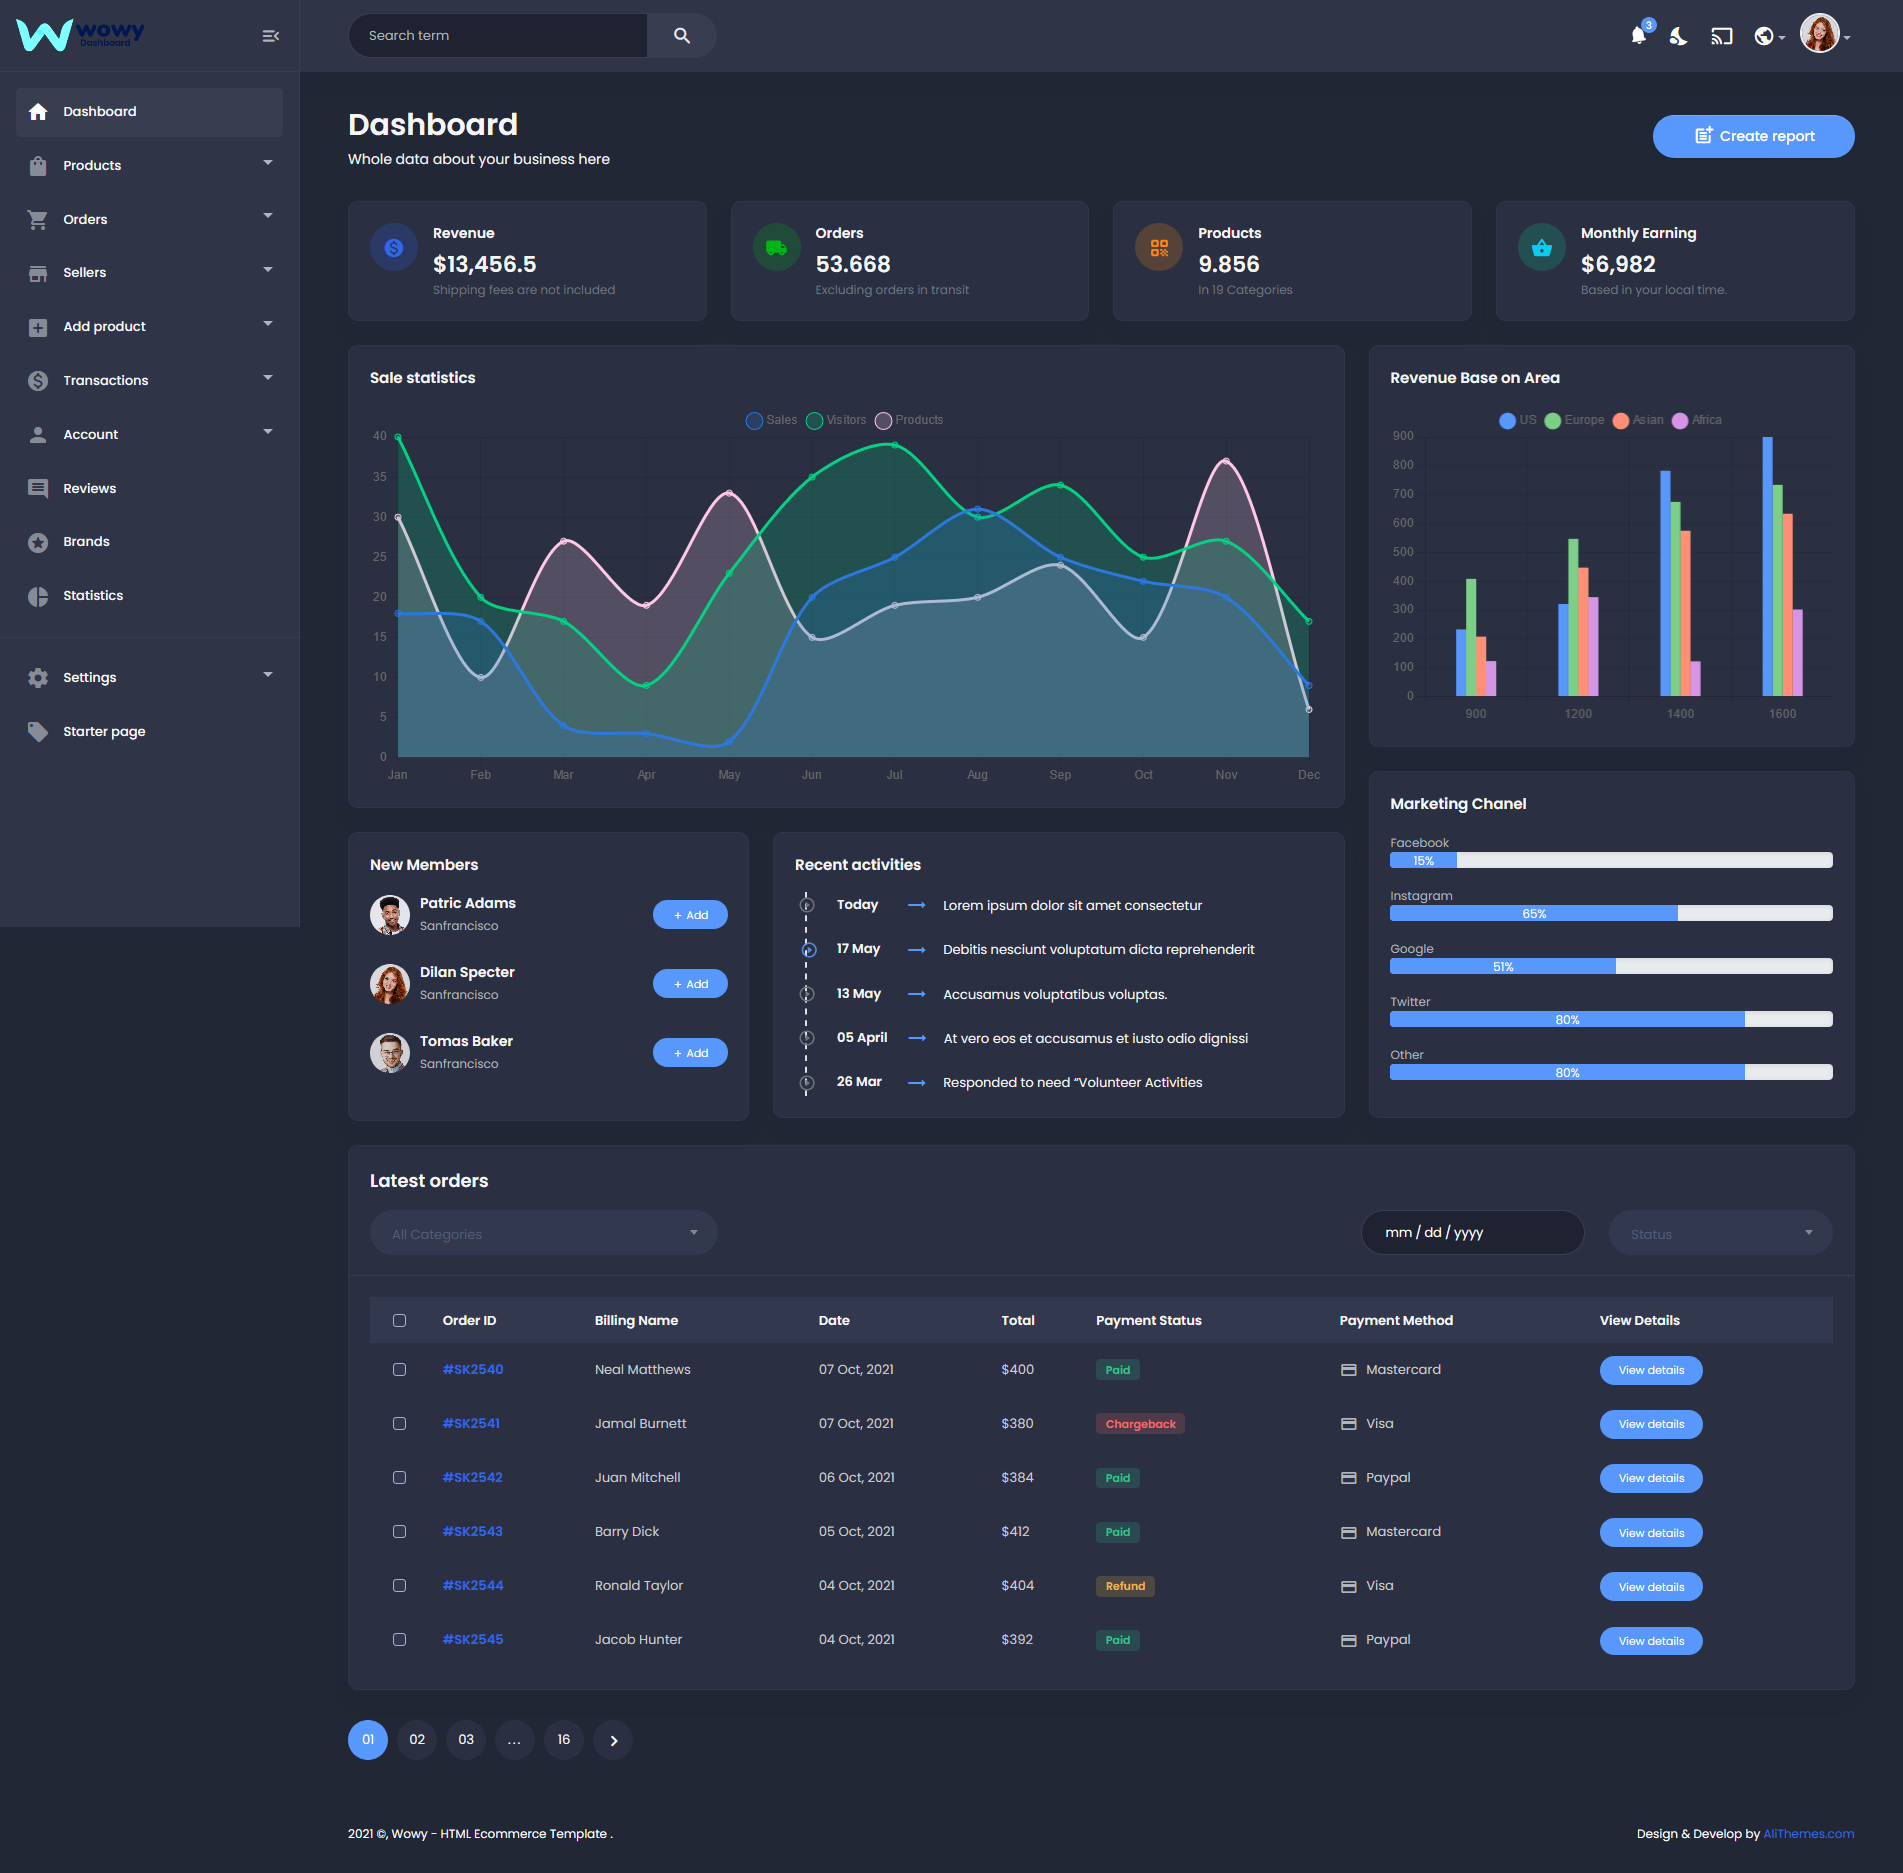 wowy
Dashboard
Search term
3
Dashboard
Products
Orders
Sellers
Add product
Transactions
Account
Reviews
Brands
Statistics
Settings
Starter page
Dashboard
Whole data about your business here
Create report
Revenue
$13,456.5
Shipping fees are not included
Orders
53.668
Excluding orders in transit
Products
9.856
In 19 Categories
Monthly Earning
$6,982
Based in your local time.
Sale statistics
Sales Visitors Products
40
35
30
25
20
15
10
5
0
Jan Feb Mar Apr May Jun Jul Aug Sep Oct Nov Dec
Revenue Base on Area
US Europe Asian Africa
900
800
700
600
500
400
300
200
100
0
900 1200 1400 1600
Marketing Chanel
Facebook
15%
Instagram
65%
Google
51%
Twitter
80%
Other
80%
New Members
Patric Adams
Sanfrancisco
+ Add
Dilan Specter
Sanfrancisco
+ Add
Tomas Baker
Sanfrancisco
+ Add
Recent activities
Today Lorem ipsum dolor sit amet consectetur
17 May Debitis nesciunt voluptatum dicta reprehenderit
13 May Accusamus voluptatibus voluptas.
05 April At vero eos et accusamus et iusto odio dignissi
26 Mar Responded to need “Volunteer Activities
Latest orders
All Categories mm / dd / yyyy Status
Order ID Billing Name Date Total Payment Status Payment Method View Details
#SK2540 Neal Matthews 07 Oct, 2021 $400 Paid Mastercard View details
#SK2541 Jamal Burnett 07 Oct, 2021 $380 Chargeback Visa View details
#SK2542 Juan Mitchell 06 Oct, 2021 $384 Paid Paypal View details
#SK2543 Barry Dick 05 Oct, 2021 $412 Paid Mastercard View details
#SK2544 Ronald Taylor 04 Oct, 2021 $404 Refund Visa View details
#SK2545 Jacob Hunter 04 Oct, 2021 $392 Paid Paypal View details
01 02 03 ... 16
2021 ©, Wowy - HTML Ecommerce Template .
Design & Develop by AliThemes.com